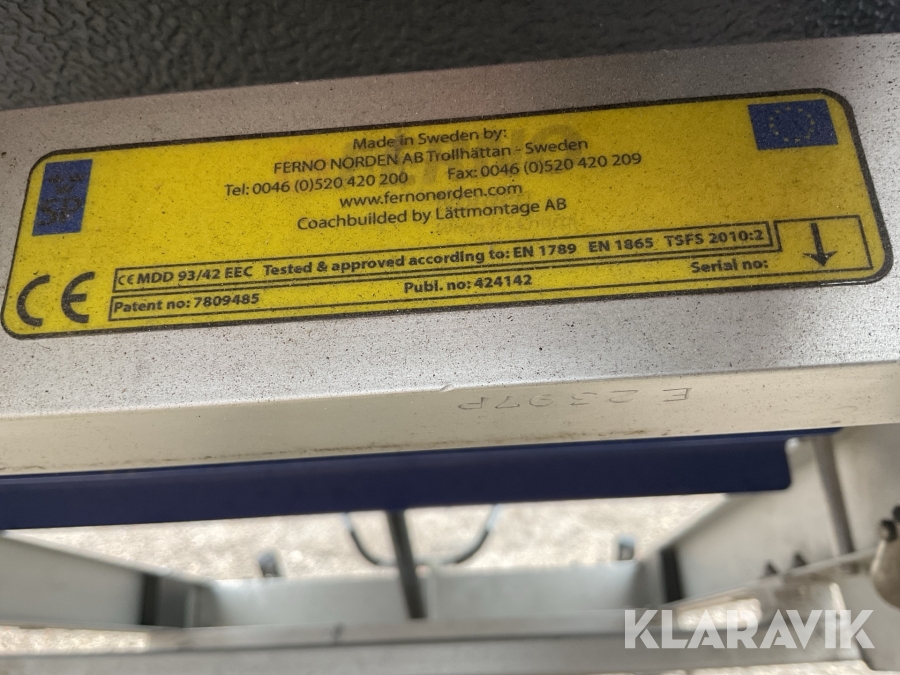 Made in Sweden by:
FERNO NORDEN AB Trollhättan - Sweden
Tel: 0046 (0)520 420 200 Fax: 0046 (0)520 420 209
www.fernonorden.com
Coachbuilded by Lättmontage AB
CE MDD 93/42 EEC Tested & approved according to: EN 1789 EN 1865 TSFS 2010:2
CE
Patent no: 7809485 Publ. no: 424142 Serial no:
KLARAVIK